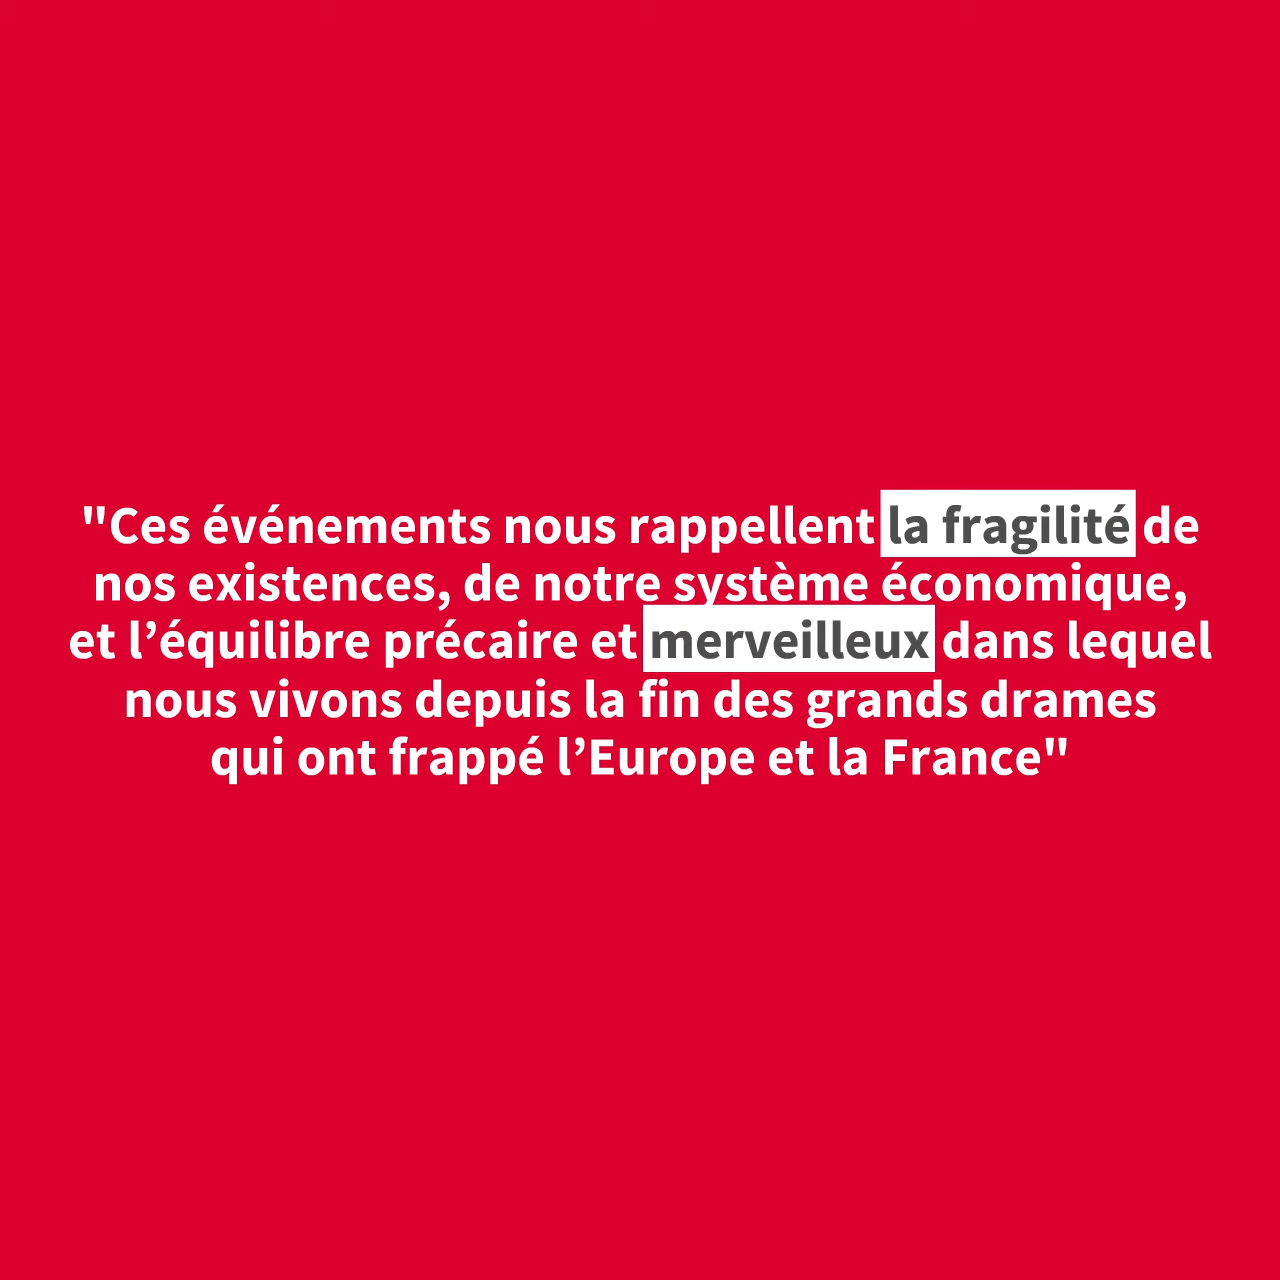 "Ces événements nous rappellent la fragilité de
nos existences, de notre système économique,
et l’équilibre précaire et merveilleux dans lequel
nous vivons depuis la fin des grands drames
qui ont frappé l’Europe et la France"